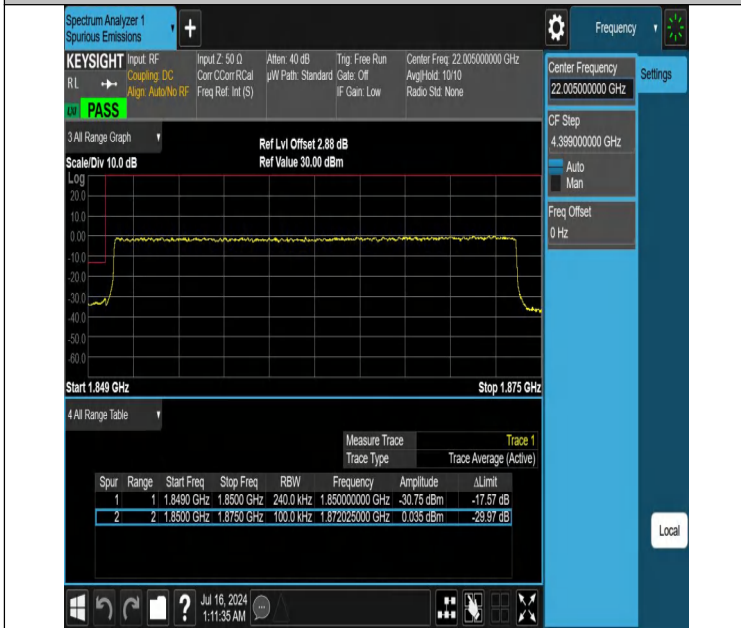 Spectrum Analyzer 1
Spurious Emissions
+
Frequency
KEYSIGHT
RL
Input: RF
Coupling: DC
Align: Auto/No RF
Input Z: 50 Ω
Corr CCorr RCal
Freq Ref: Int (S)
Atten: 40 dB
µW Path: Standard
Trig: Free Run
Gate: Off
IF Gain: Low
Center Freq: 22.005000000 GHz
Avg|Hold: 10/10
Radio Std: None
LXI
PASS
Center Frequency
22.005000000 GHz
Settings
CF Step
4.399000000 GHz
Auto
Man
Freq Offset
0 Hz
3 All Range Graph
Ref Lvl Offset 2.88 dB
Scale/Div 10.0 dB
Ref Value 30.00 dBm
Log
20.0
10.0
0.00
-10.0
-20.0
-30.0
-40.0
-50.0
-60.0
Start 1.849 GHz
Stop 1.875 GHz
4 All Range Table
Measure Trace Trace 1
Trace Type Trace Average (Active)
Spur Range Start Freq Stop Freq RBW Frequency Amplitude ΔLimit
1 1 1.8490 GHz 1.8500 GHz 240.0 kHz 1.850000000 GHz -30.75 dBm -17.57 dB
2 2 1.8500 GHz 1.8750 GHz 100.0 kHz 1.872025000 GHz 0.035 dBm -29.97 dB
Local
?
Jul 16, 2024
1:11:35 AM